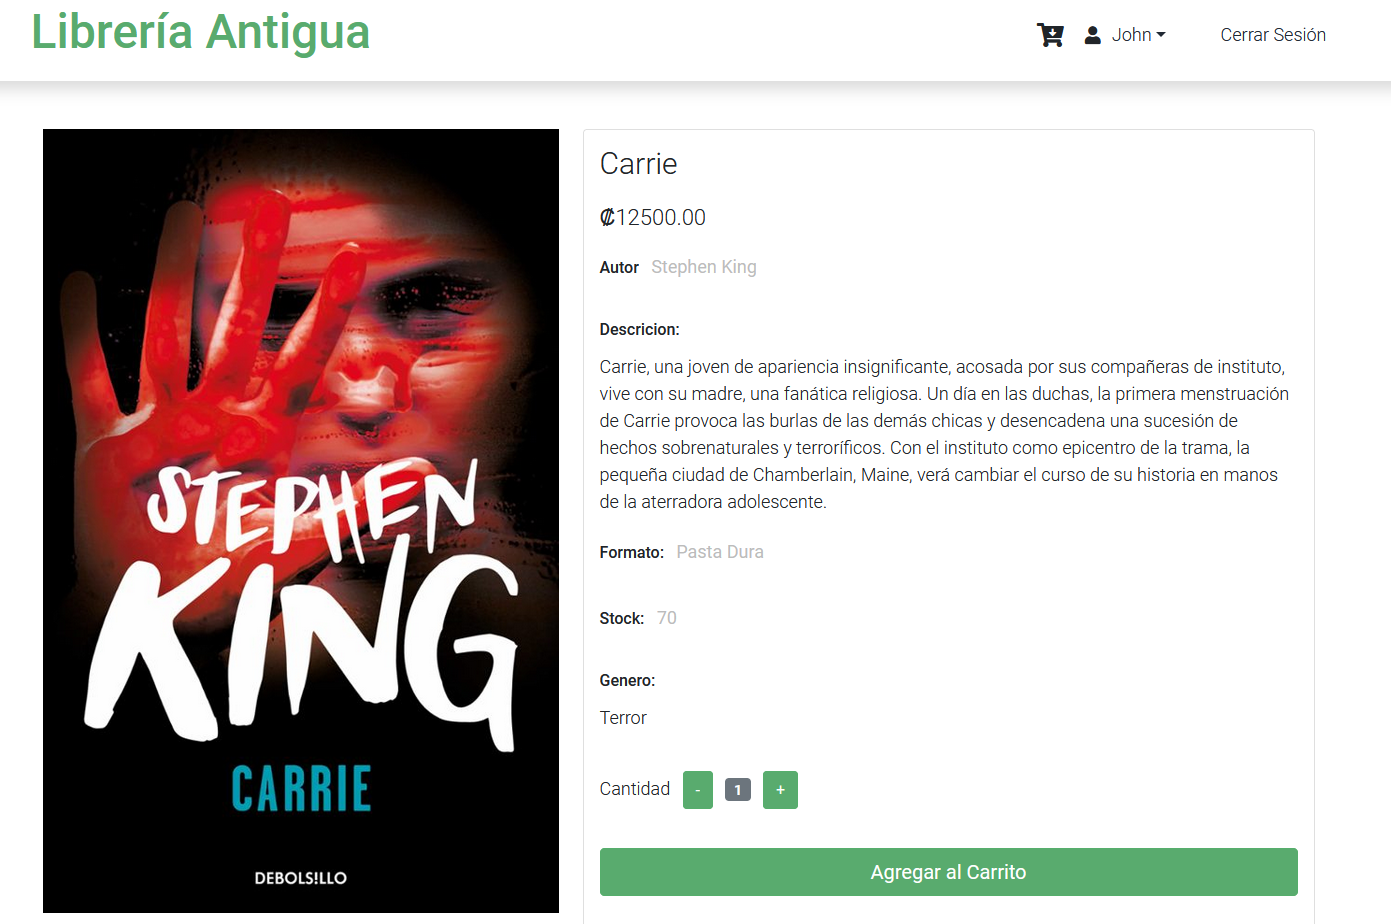 Librería Antigua
John
Cerrar Sesión
STEPHEN
KING
CARRIE
DEBOLS!LLO
Carrie
₡12500.00
Autor Stephen King
Descricion:
Carrie, una joven de apariencia insignificante, acosada por sus compañeras de instituto,
vive con su madre, una fanática religiosa. Un día en las duchas, la primera menstruación
de Carrie provoca las burlas de las demás chicas y desencadena una sucesión de
hechos sobrenaturales y terroríficos. Con el instituto como epicentro de la trama, la
pequeña ciudad de Chamberlain, Maine, verá cambiar el curso de su historia en manos
de la aterradora adolescente.
Formato: Pasta Dura
Stock: 70
Genero:
Terror
Cantidad - 1 +
Agregar al Carrito